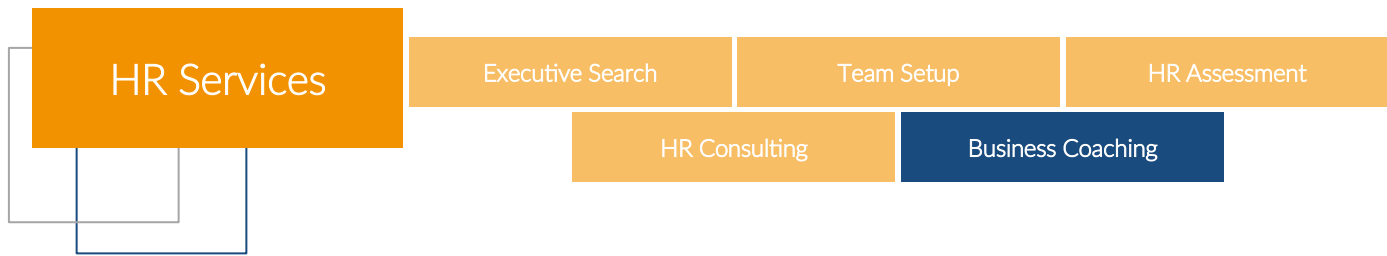 HR Services
Executive Search
Team Setup
HR Assessment
HR Consulting
Business Coaching